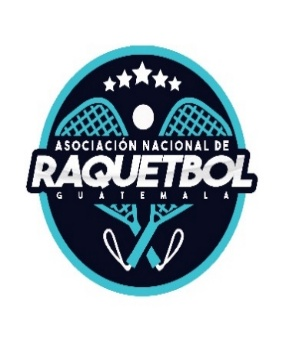 ASOCIACIÓN NACIONAL DE
RAQUETBOL
GUATEMALA